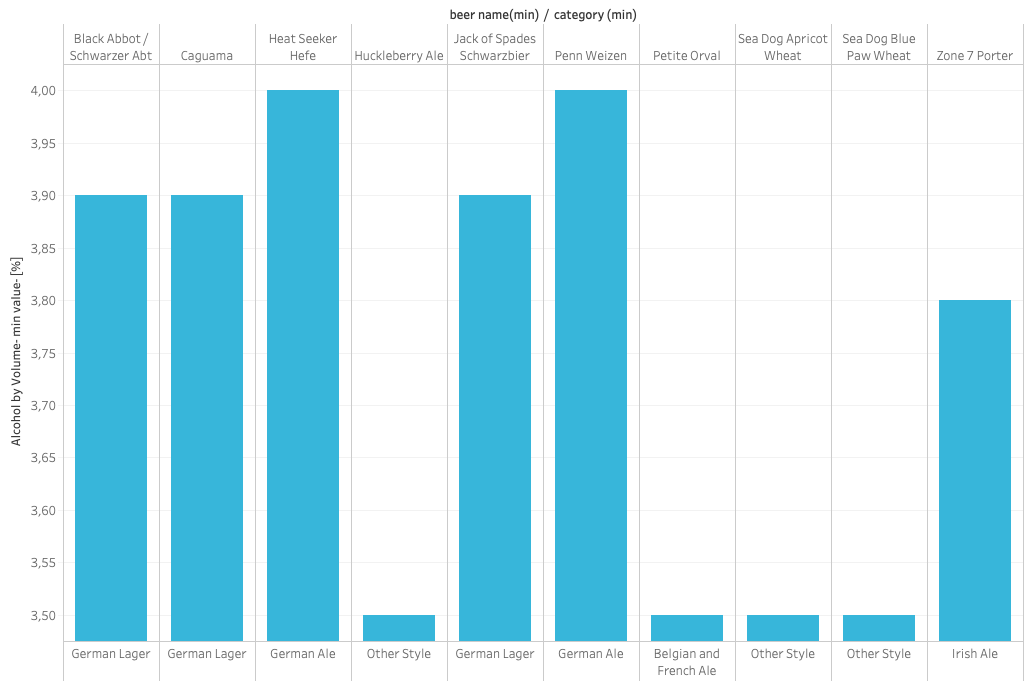 beer name(min) / category (min)
Black Abbot /
Schwarzer Abt
Caguama
Heat Seeker
Hefe
Huckleberry Ale
Jack of Spades
Schwarzbier
Penn Weizen
Petite Orval
Sea Dog Apricot
Wheat
Sea Dog Blue
Paw Wheat
Zone 7 Porter
Alcohol by Volume- min value- [%]
4,00
3,95
3,90
3,85
3,80
3,75
3,70
3,65
3,60
3,55
3,50
German Lager
German Lager
German Ale
Other Style
German Lager
German Ale
Belgian and
French Ale
Other Style
Other Style
Irish Ale